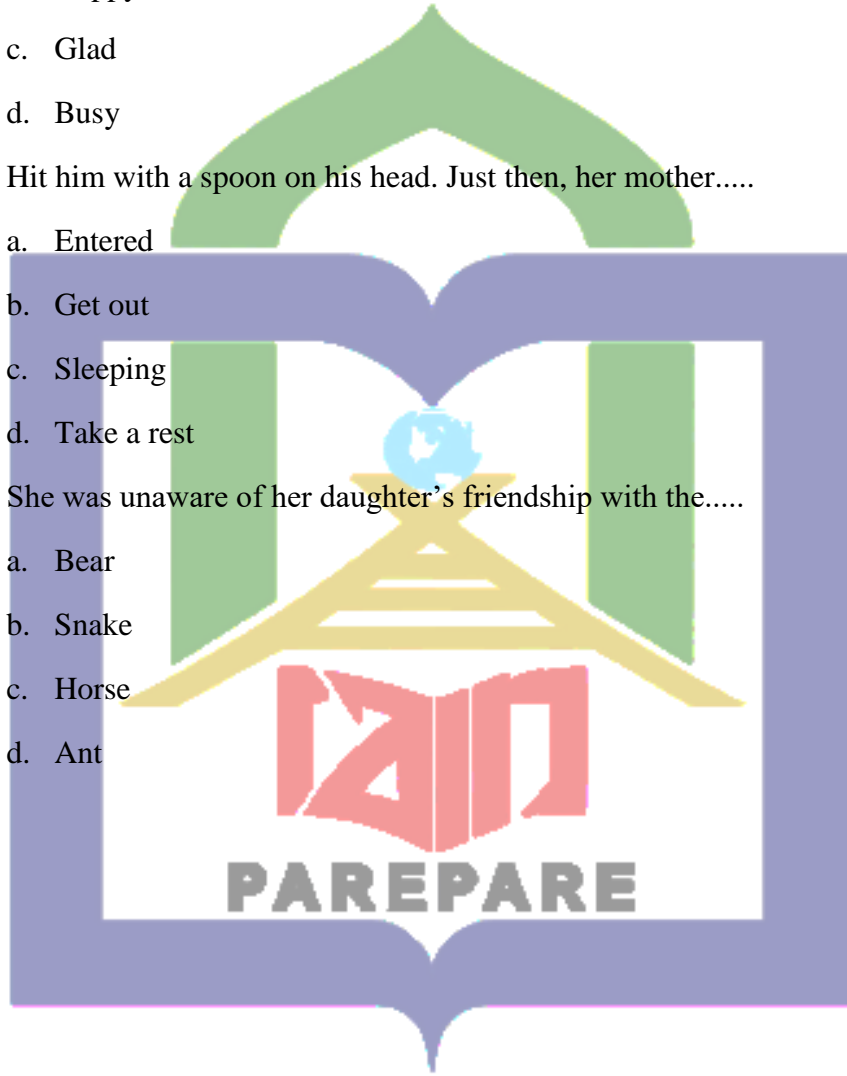 c. Glad
d. Busy
Hit him with a spoon on his head. Just then, her mother.....
a. Entered
b. Get out
c. Sleeping
d. Take a rest
She was unaware of her daughter’s friendship with the.....
a. Bear
b. Snake
c. Horse
d. Ant
PAREPARE